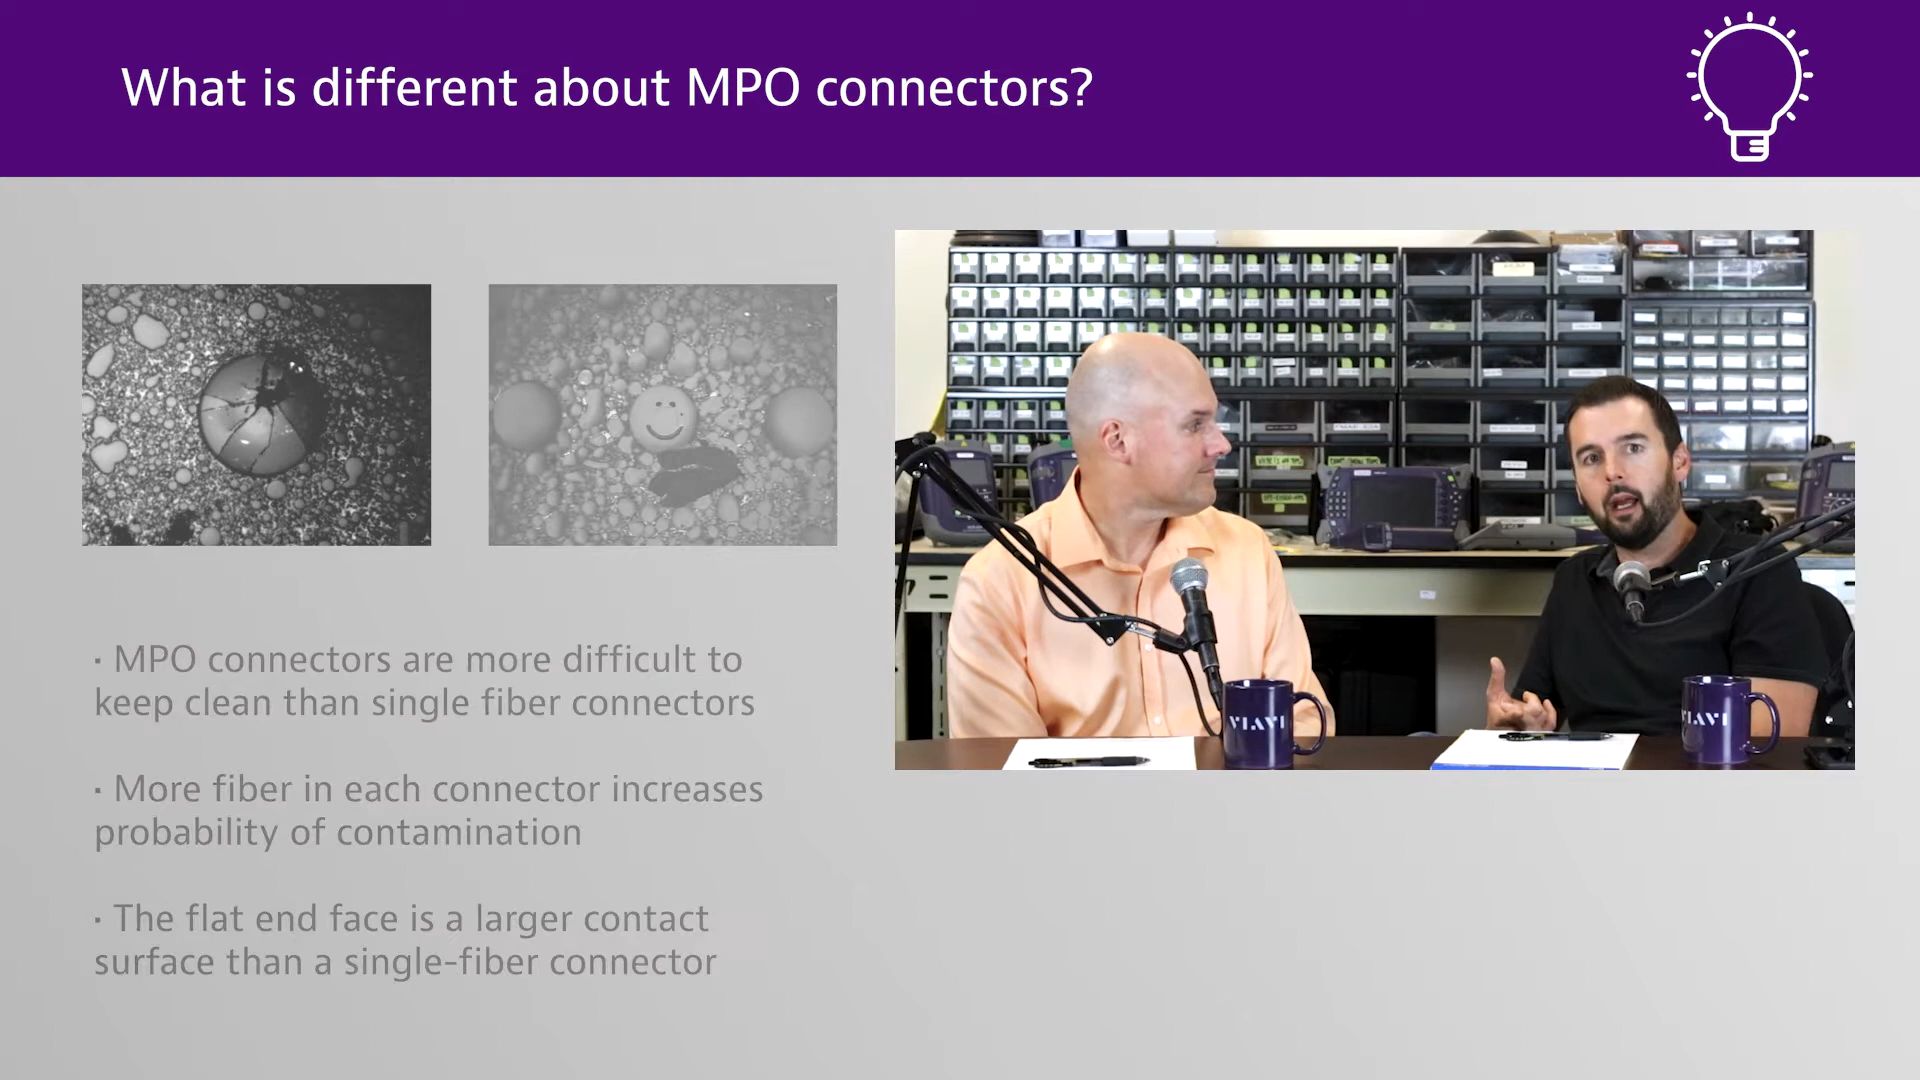 What is different about MPO connectors?
· MPO connectors are more difficult to
keep clean than single fiber connectors
· More fiber in each connector increases
probability of contamination
· The flat end face is a larger contact
surface than a single-fiber connector
VIAVI
VIAVI